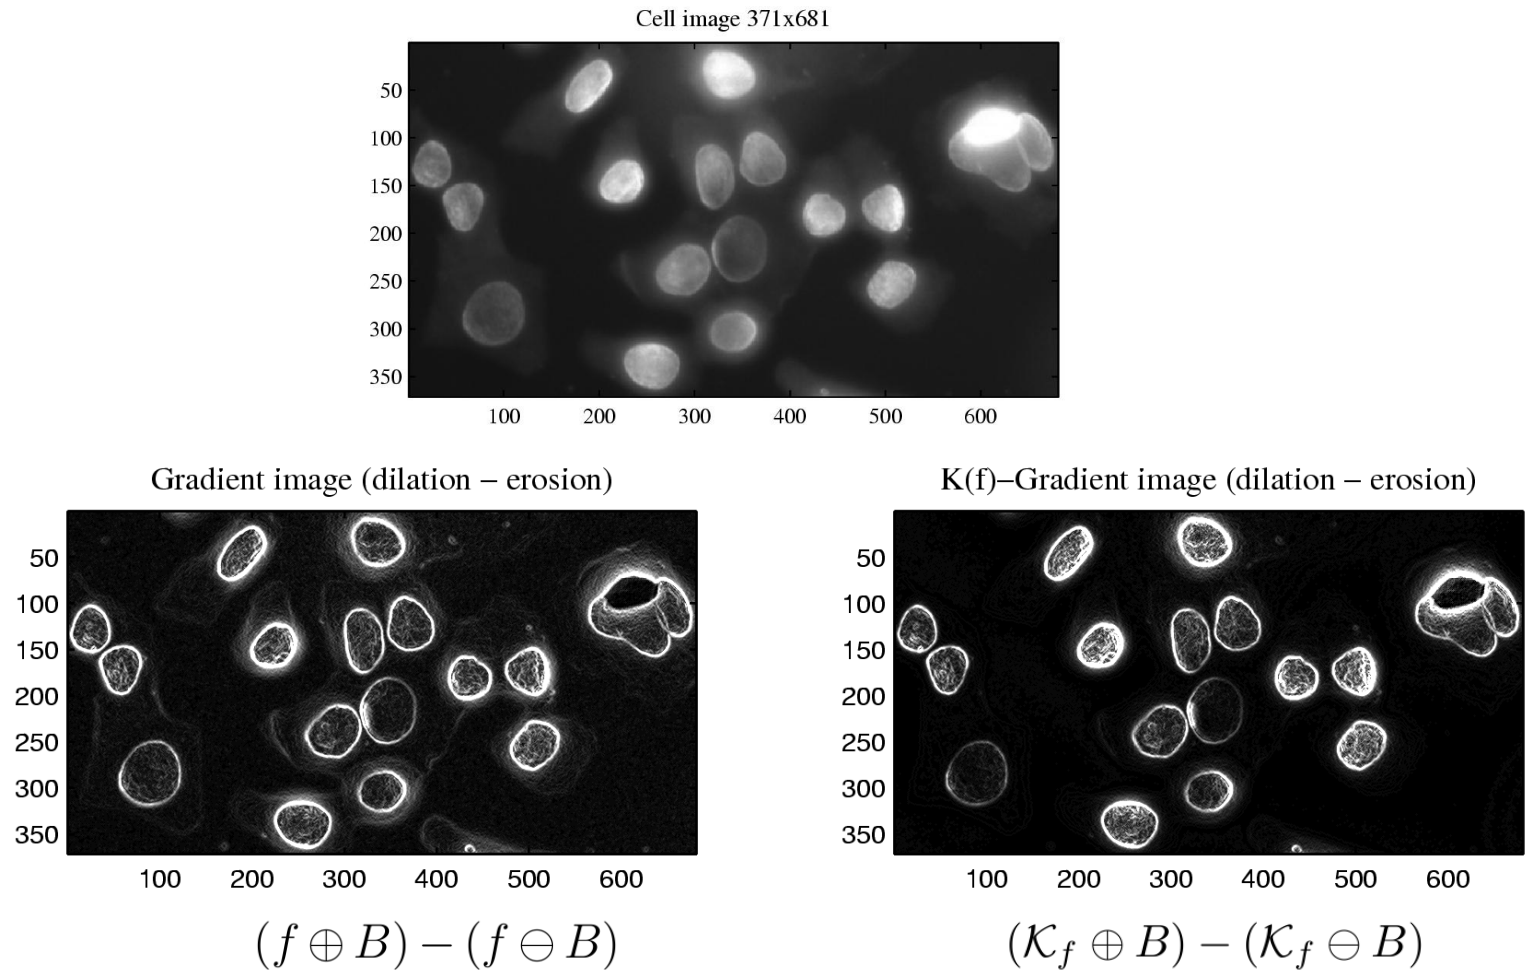 Cell image 371x681
50
100
150
200
250
300
350
100 200 300 400 500 600
Gradient image (dilation − erosion)
50
100
150
200
250
300
350
100 200 300 400 500 600
(f ⊕ B) − (f ⊖ B)
K(f)−Gradient image (dilation − erosion)
50
100
150
200
250
300
350
100 200 300 400 500 600
(𝒦_f ⊕ B) − (𝒦_f ⊖ B)